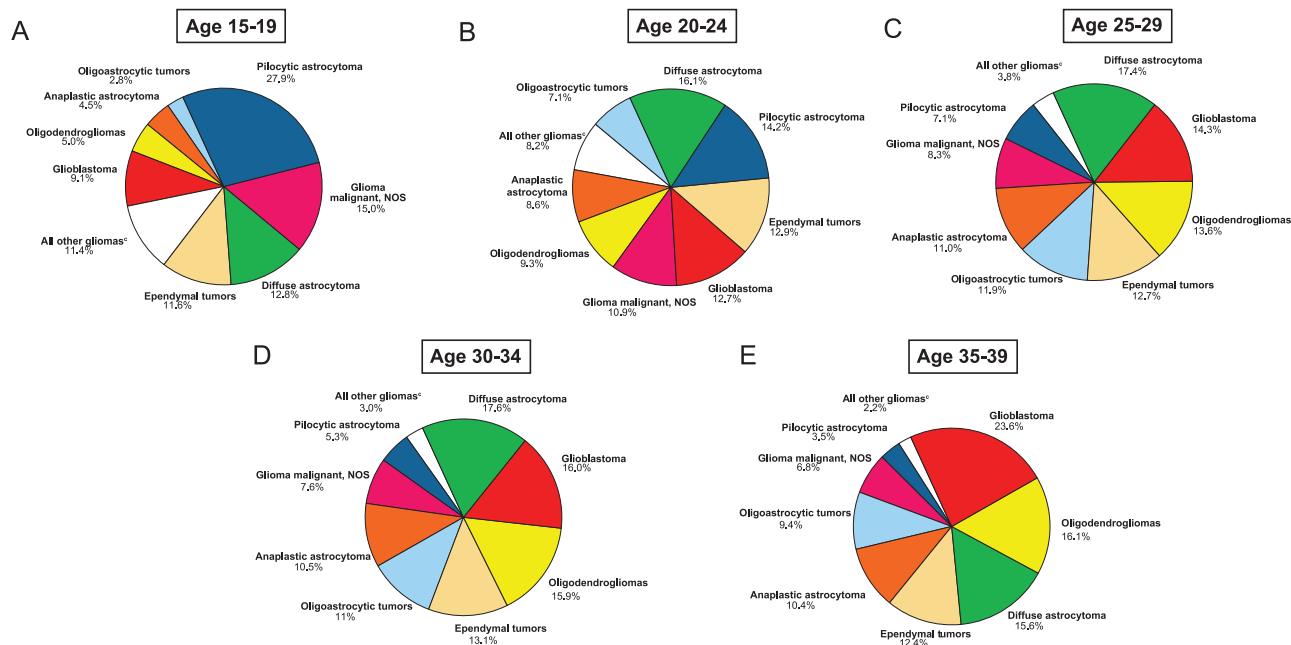 A
Age 15-19
Oligoastrocytic tumors
2.8%
Pilocytic astrocytoma
27.9%
Anaplastic astrocytoma
4.5%
Oligodendrogliomas
5.0%
Glioblastoma
9.1%
Glioma
malignant, NOS
15.0%
All other gliomasᶜ
11.4%
Diffuse astrocytoma
12.8%
Ependymal tumors
11.6%
B
Age 20-24
Diffuse astrocytoma
16.1%
Oligoastrocytic tumors
7.1%
Pilocytic astrocytoma
14.2%
All other gliomasᶜ
8.2%
Anaplastic
astrocytoma
8.6%
Ependymal tumors
12.9%
Oligodendrogliomas
9.3%
Glioblastoma
12.7%
Glioma malignant, NOS
10.9%
C
Age 25-29
All other gliomasᶜ
3.8%
Diffuse astrocytoma
17.4%
Pilocytic astrocytoma
7.1%
Glioblastoma
14.3%
Glioma malignant, NOS
8.3%
Oligodendrogliomas
13.6%
Anaplastic astrocytoma
11.0%
Oligoastrocytic tumors
11.9%
Ependymal tumors
12.7%
D
Age 30-34
All other gliomasᶜ
3.0%
Diffuse astrocytoma
17.6%
Pilocytic astrocytoma
5.3%
Glioblastoma
16.0%
Glioma malignant, NOS
7.6%
Anaplastic astrocytoma
10.5%
Oligodendrogliomas
15.9%
Oligoastrocytic tumors
11%
Ependymal tumors
13.1%
E
Age 35-39
All other gliomasᶜ
2.2%
Glioblastoma
23.6%
Pilocytic astrocytoma
3.5%
Glioma malignant, NOS
6.8%
Oligoastrocytic tumors
9.4%
Oligodendrogliomas
16.1%
Anaplastic astrocytoma
10.4%
Diffuse astrocytoma
15.6%
Ependymal tumors
12.4%